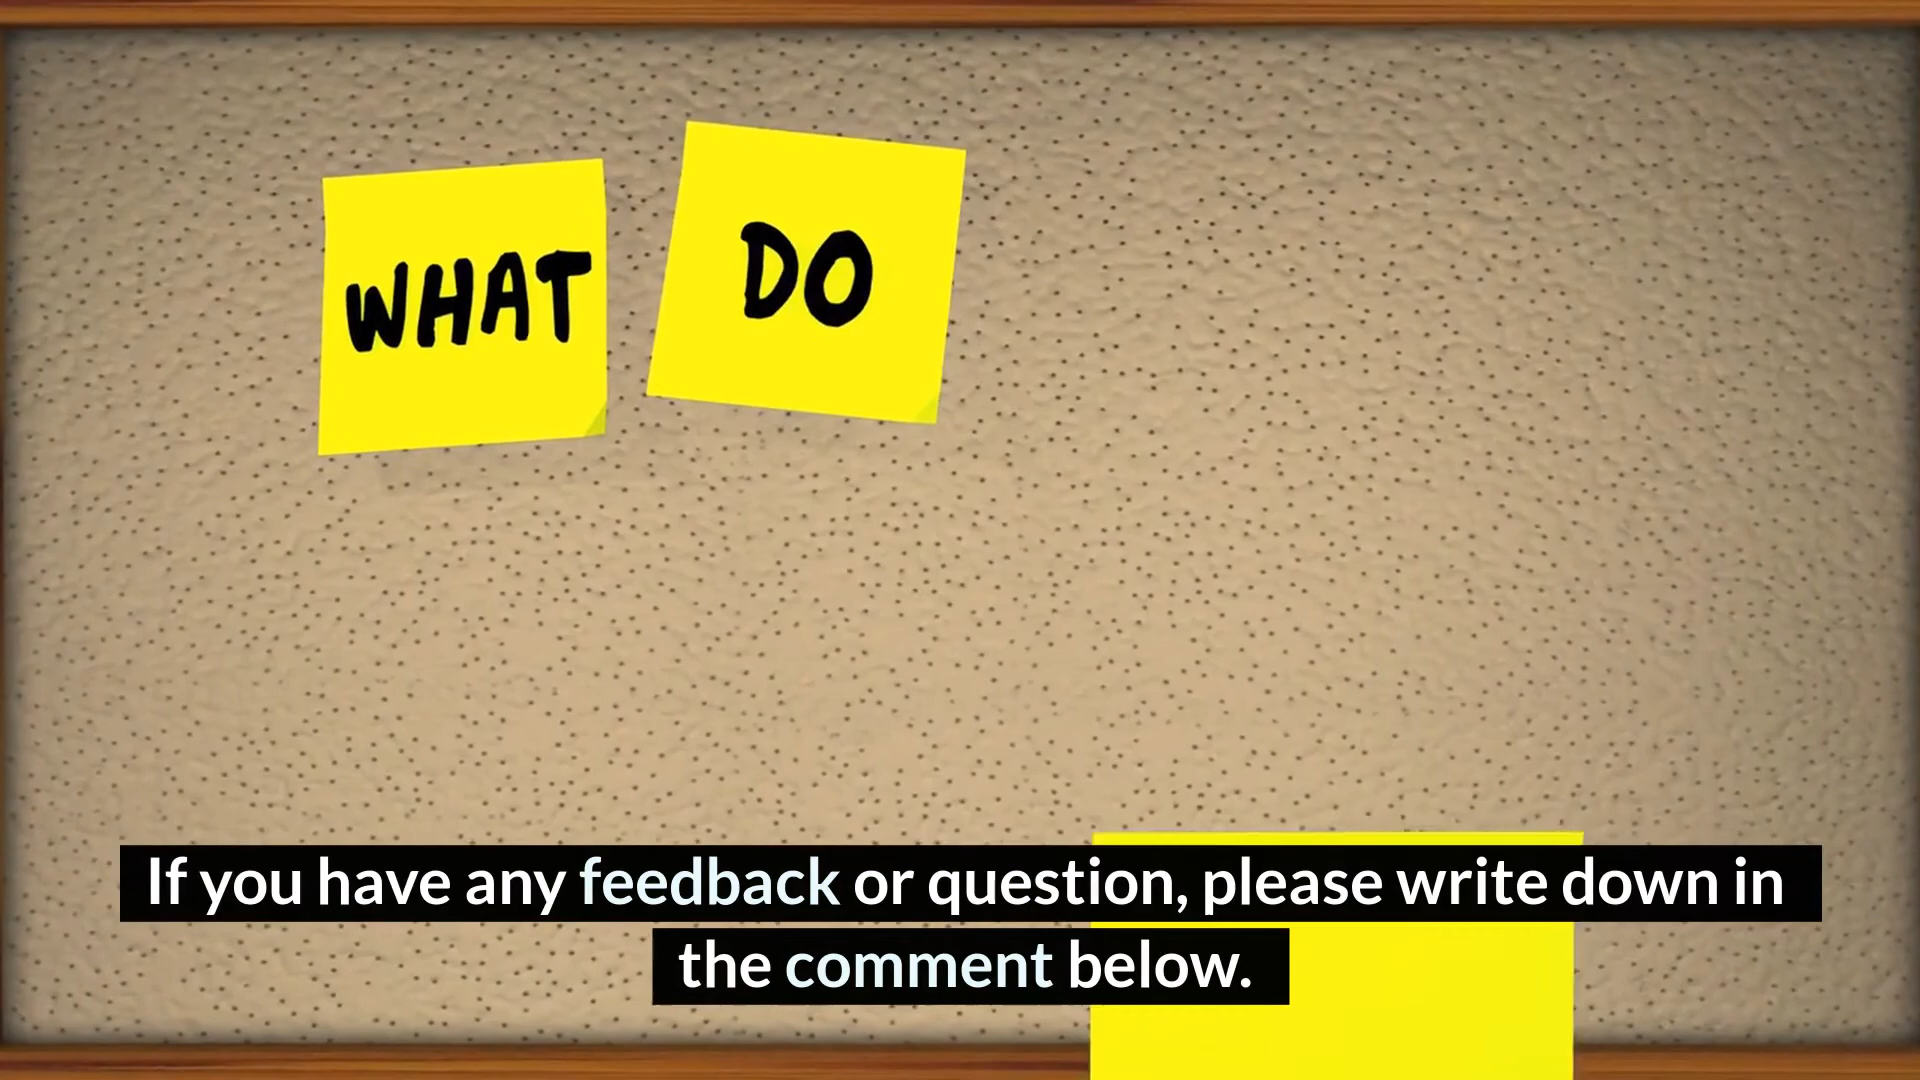 WHAT
DO
If you have any feedback or question, please write down in
the comment below.